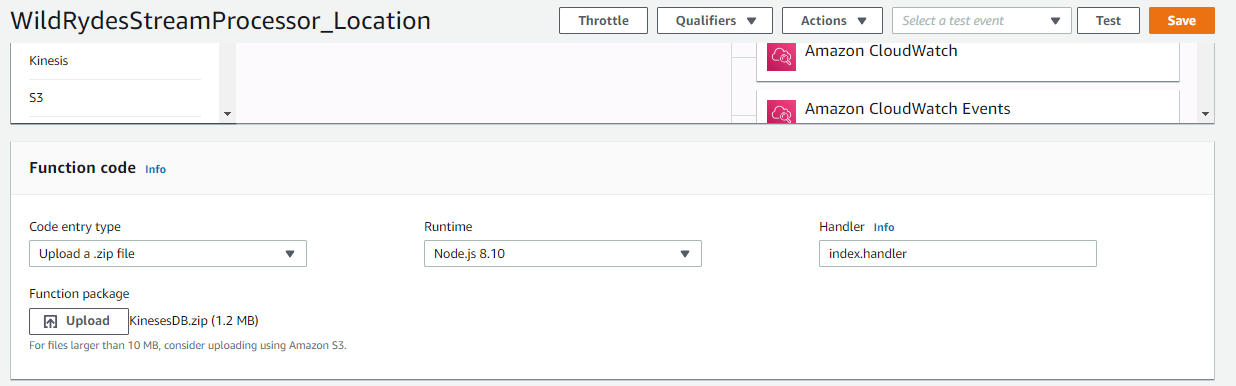 WildRydesStreamProcessor_Location
Throttle
Qualifiers
Actions
Select a test event
Test
Save
Kinesis
S3
Amazon CloudWatch
Amazon CloudWatch Events
Function code Info
Code entry type
Upload a .zip file
Runtime
Node.js 8.10
Handler Info
index.handler
Function package
Upload KinesesDB.zip (1.2 MB)
For files larger than 10 MB, consider uploading using Amazon S3.